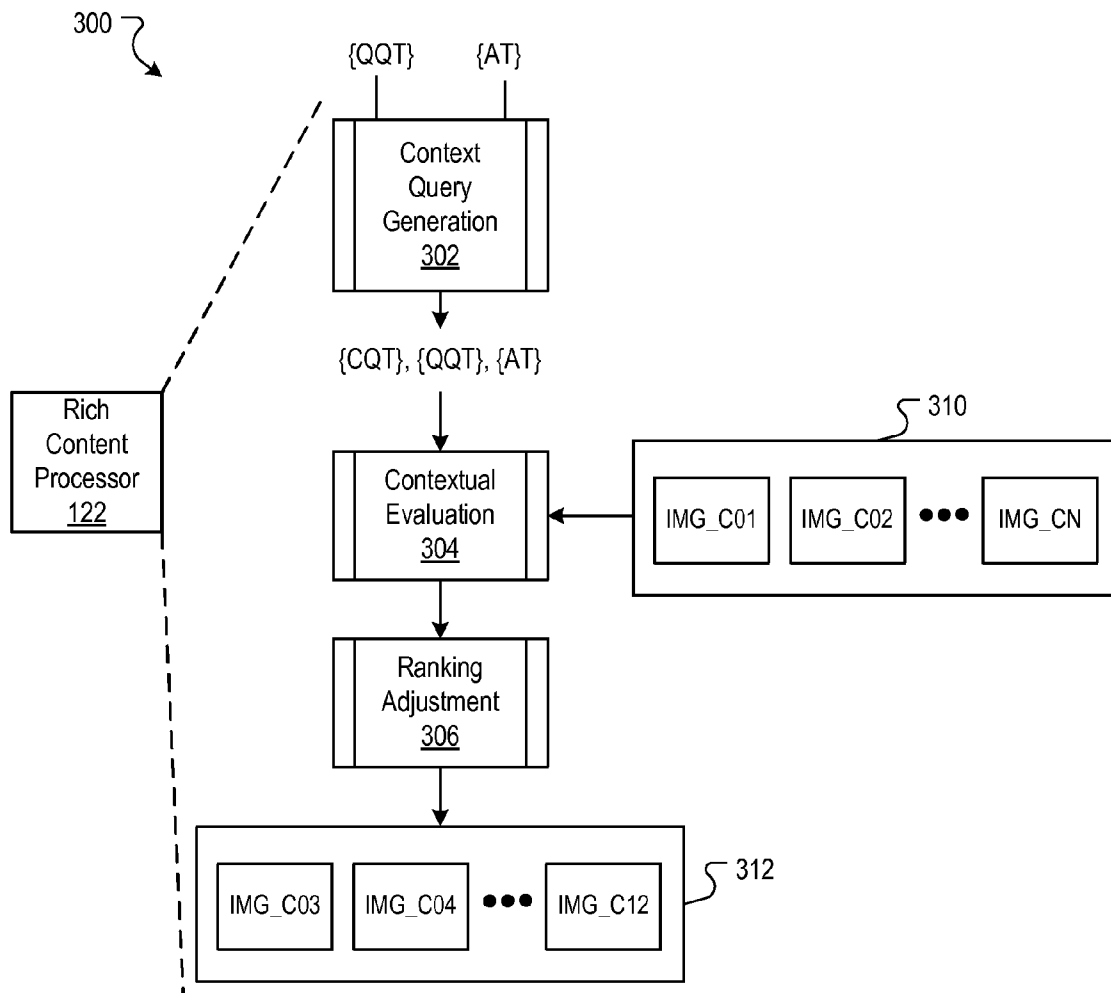 300
{QQT} {AT}
Context
Query
Generation
302
{CQT}, {QQT}, {AT}
Rich
Content
Processor
122
310
Contextual
Evaluation
304
IMG_C01 IMG_C02 ●●● IMG_CN
Ranking
Adjustment
306
312
IMG_C03 IMG_C04 ●●● IMG_C12